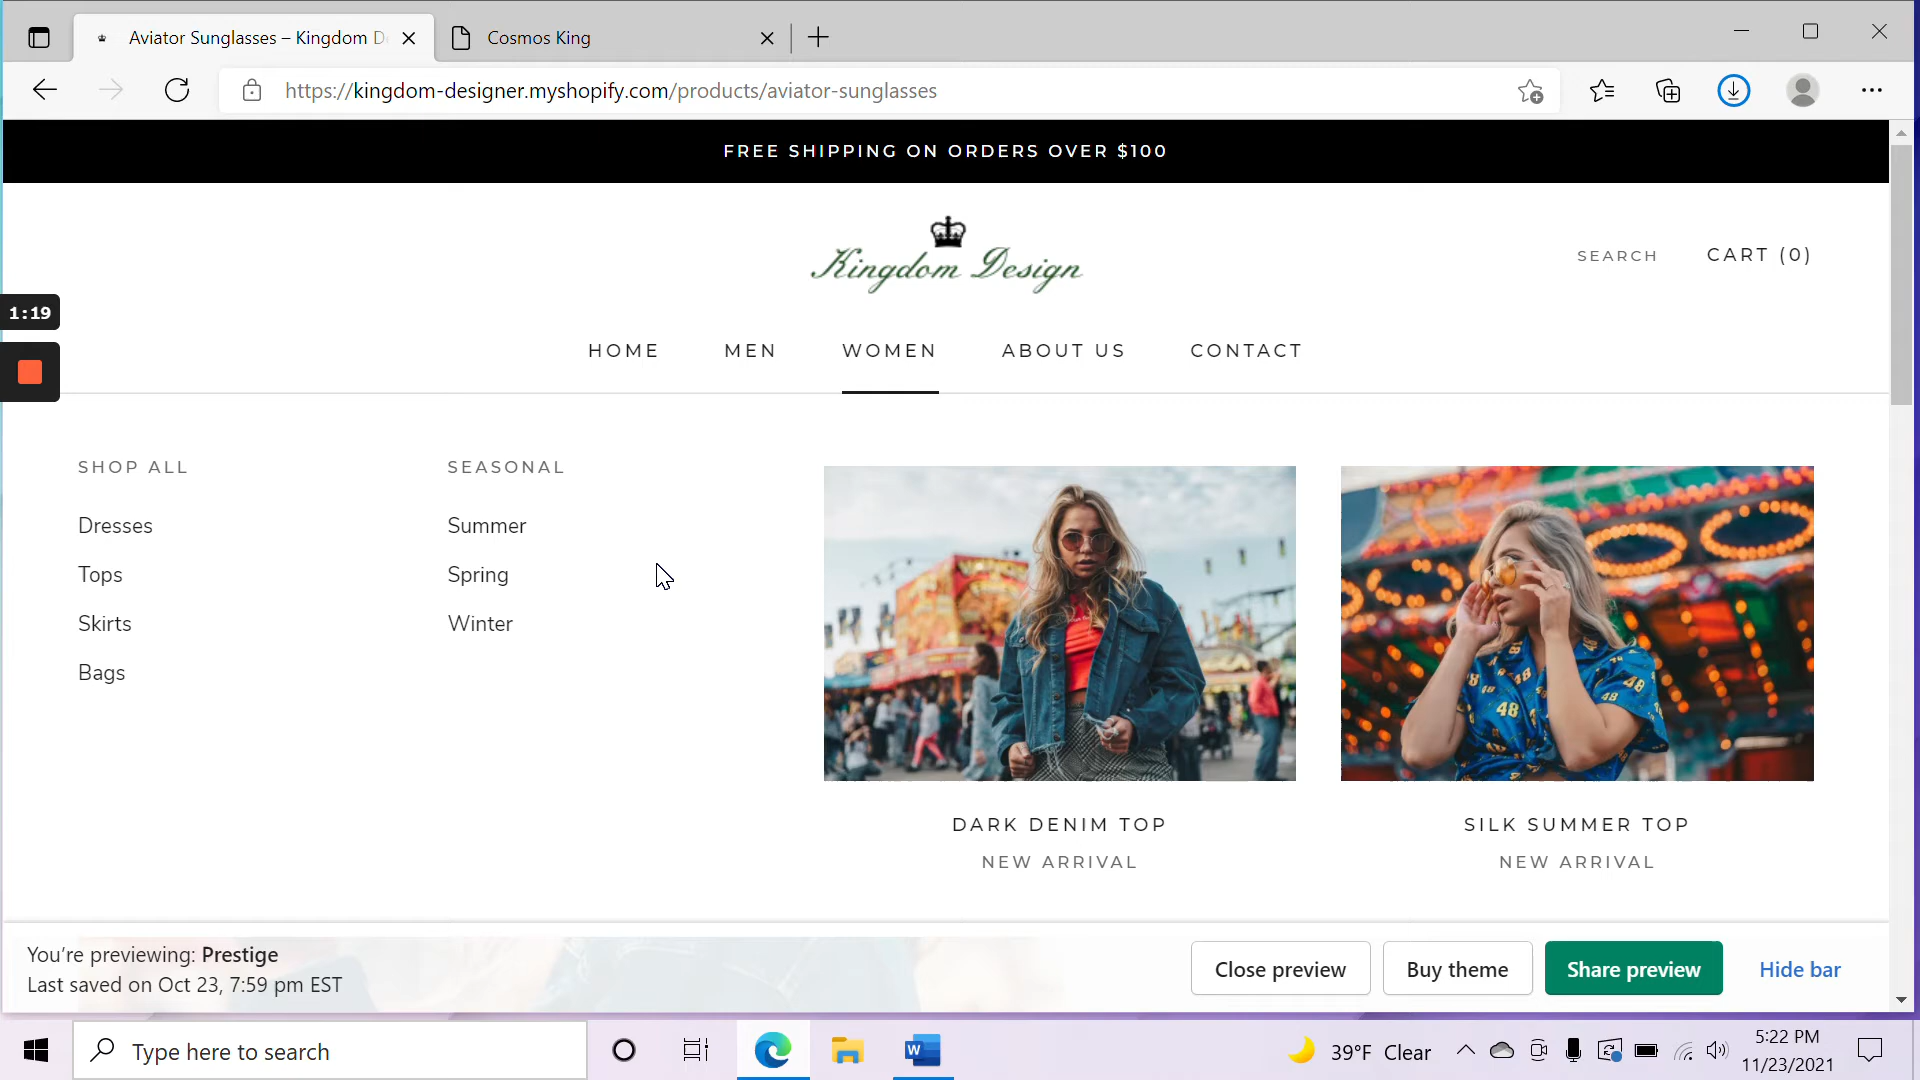 Aviator Sunglasses – Kingdom D
Cosmos King
https://kingdom-designer.myshopify.com/products/aviator-sunglasses
FREE SHIPPING ON ORDERS OVER $100
Kingdom Design
SEARCH
CART (0)
1:19
HOME
MEN
WOMEN
ABOUT US
CONTACT
SHOP ALL
Dresses
Tops
Skirts
Bags
SEASONAL
Summer
Spring
Winter
DARK DENIM TOP
NEW ARRIVAL
SILK SUMMER TOP
NEW ARRIVAL
You're previewing: Prestige
Last saved on Oct 23, 7:59 pm EST
Close preview
Buy theme
Share preview
Hide bar
Type here to search
W
39°F Clear
5:22 PM
11/23/2021